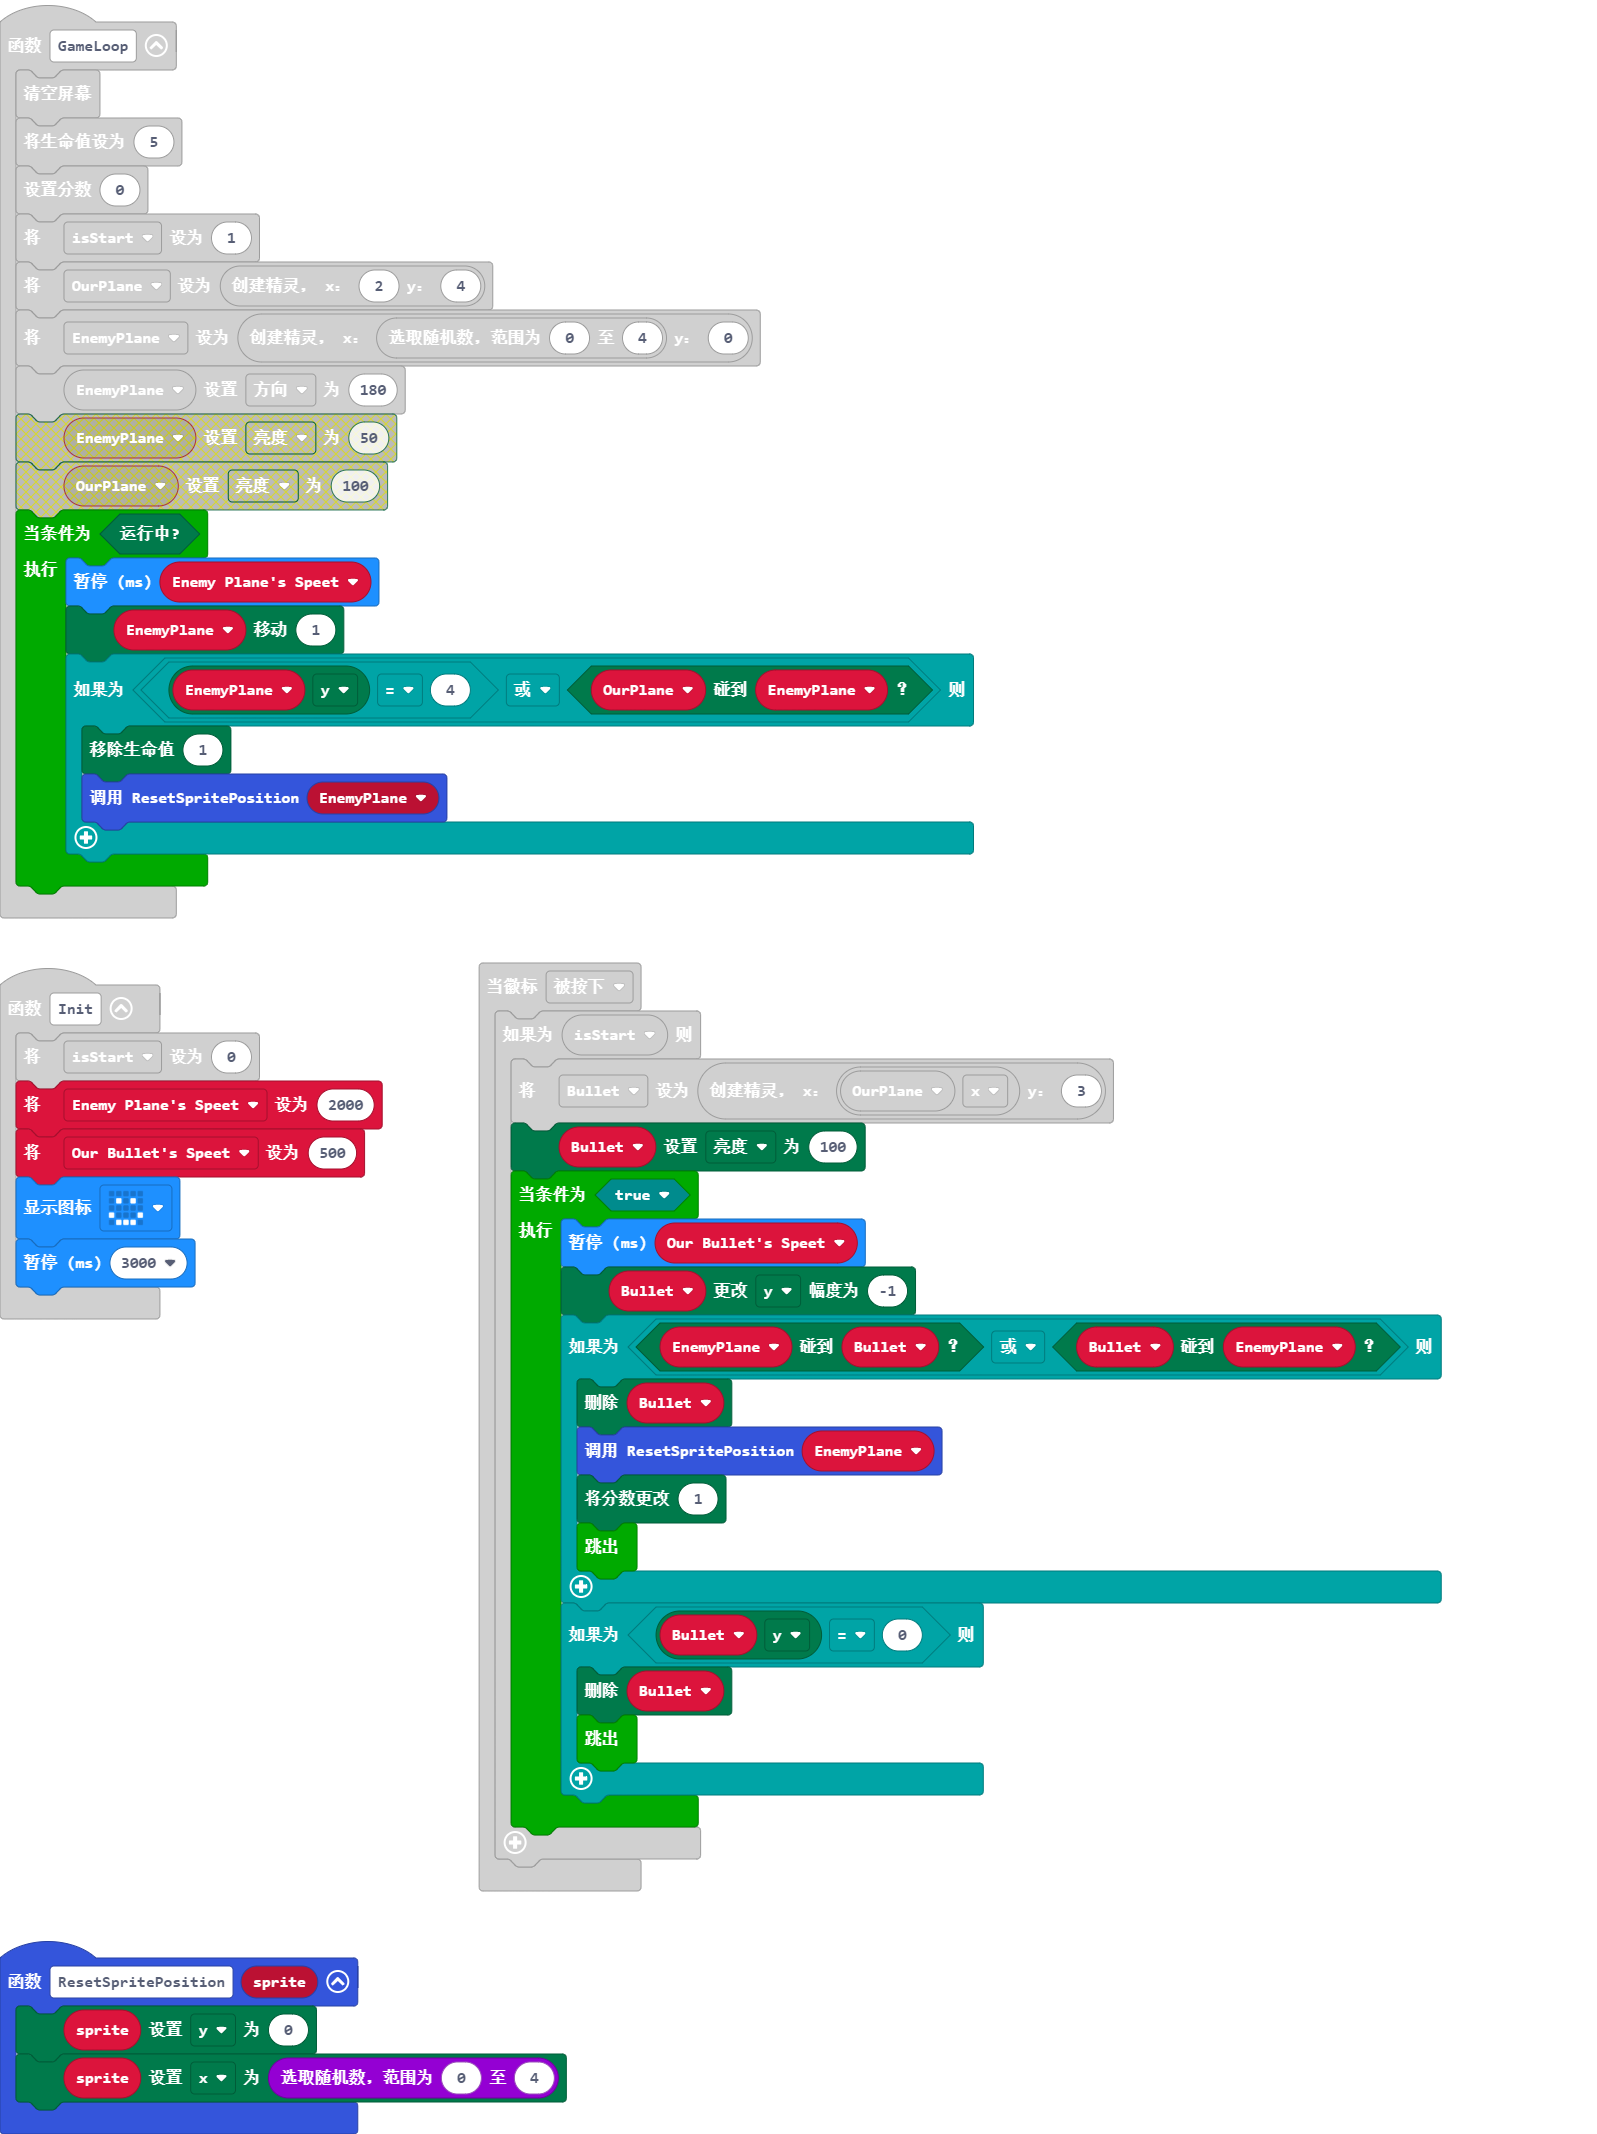 函数 GameLoop
清空屏幕
将生命值设为 5
设置分数 0
将 isStart 设为 1
将 OurPlane 设为 创建精灵，x: 2 y: 4
将 EnemyPlane 设为 创建精灵，x: 选取随机数，范围为 0 至 4 y: 0
EnemyPlane 设置 方向 为 180
EnemyPlane 设置 亮度 为 50
OurPlane 设置 亮度 为 100
当条件为 运行中?
执行
暂停 (ms) Enemy Plane's Speet
EnemyPlane 移动 1
如果为 EnemyPlane y = 4 或 OurPlane 碰到 EnemyPlane ? 则
移除生命值 1
调用 ResetSpritePosition EnemyPlane
函数 Init
将 isStart 设为 0
将 Enemy Plane's Speet 设为 2000
将 Our Bullet's Speet 设为 500
显示图标
暂停 (ms) 3000
当徽标 被按下
如果为 isStart 则
将 Bullet 设为 创建精灵，x: OurPlane x y: 3
Bullet 设置 亮度 为 100
当条件为 true
执行
暂停 (ms) Our Bullet's Speet
Bullet 更改 y 幅度为 -1
如果为 EnemyPlane 碰到 Bullet ? 或 Bullet 碰到 EnemyPlane ? 则
删除 Bullet
调用 ResetSpritePosition EnemyPlane
将分数更改 1
跳出
如果为 Bullet y = 0 则
删除 Bullet
跳出
函数 ResetSpritePosition sprite
sprite 设置 y 为 0
sprite 设置 x 为 选取随机数，范围为 0 至 4